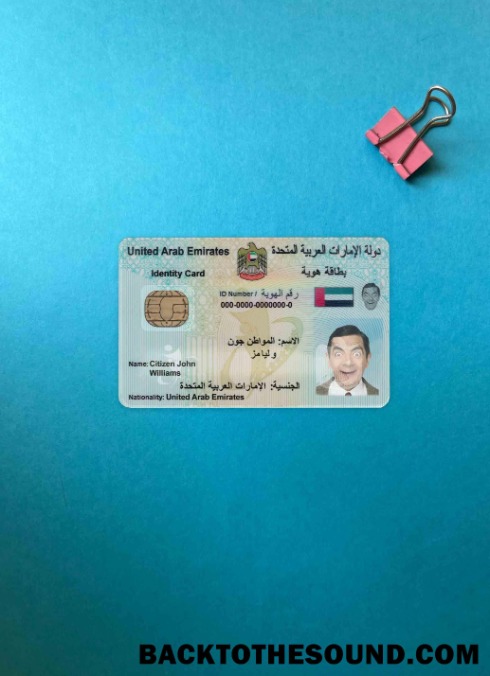 United Arab Emirates
دولة الإمارات العربية المتحدة
Identity Card
بطاقة هوية
ID Number / رقم الهوية
000-0000-0000000-0
الاسم: المواطن جون
وليامز
Name: Citizen John
Williams
الجنسية: الامارات العربية المتحدة
Nationality: United Arab Emirates
BACKTOTHESOUND.COM